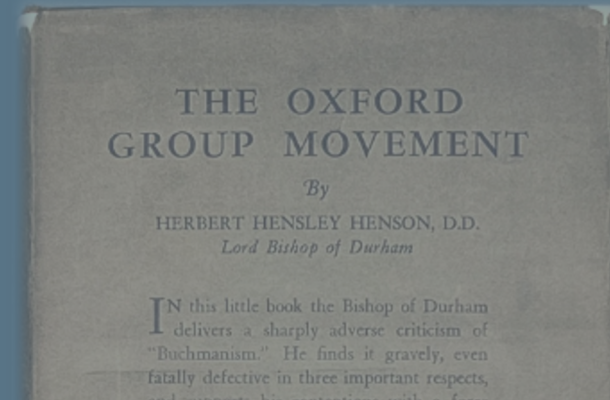 THE OXFORD
GROUP MOVEMENT
By
HERBERT HENSLEY HENSON, D.D.
Lord Bishop of Durham
IN this little book the Bishop of Durham
delivers a sharply adverse criticism of
"Buchmanism." He finds it gravely, even
fatally defective in three important respects,